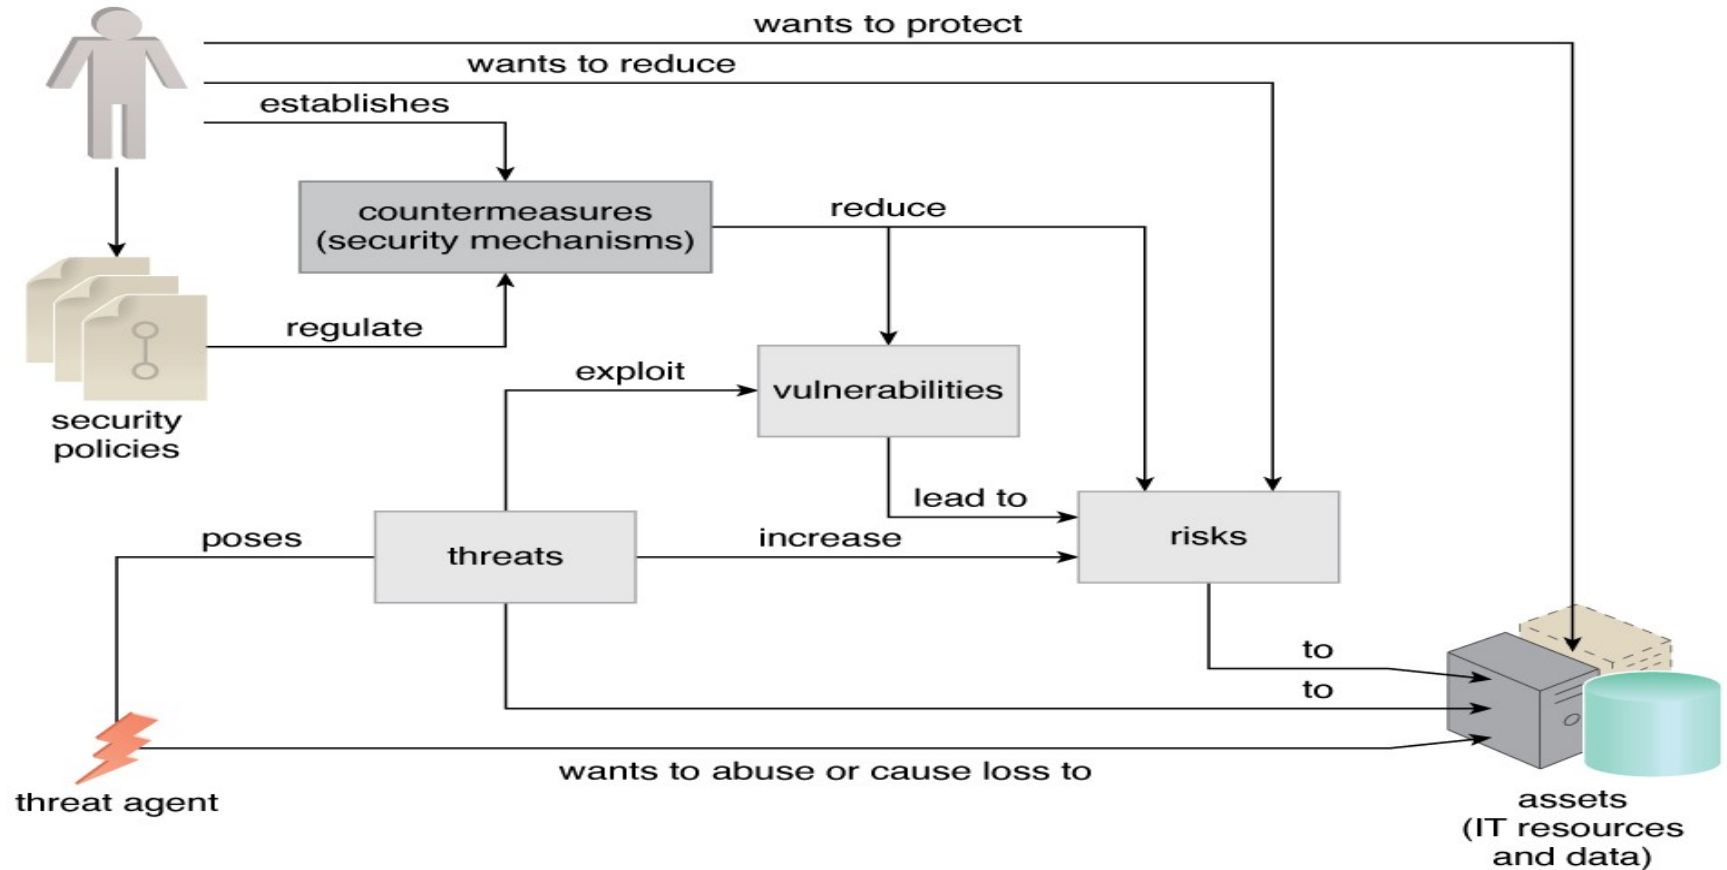 wants to protect
wants to reduce
establishes
countermeasures
(security mechanisms)
reduce
regulate
exploit
vulnerabilities
security
policies
lead to
poses
threats
increase
risks
to
to
wants to abuse or cause loss to
threat agent
assets
(IT resources
and data)